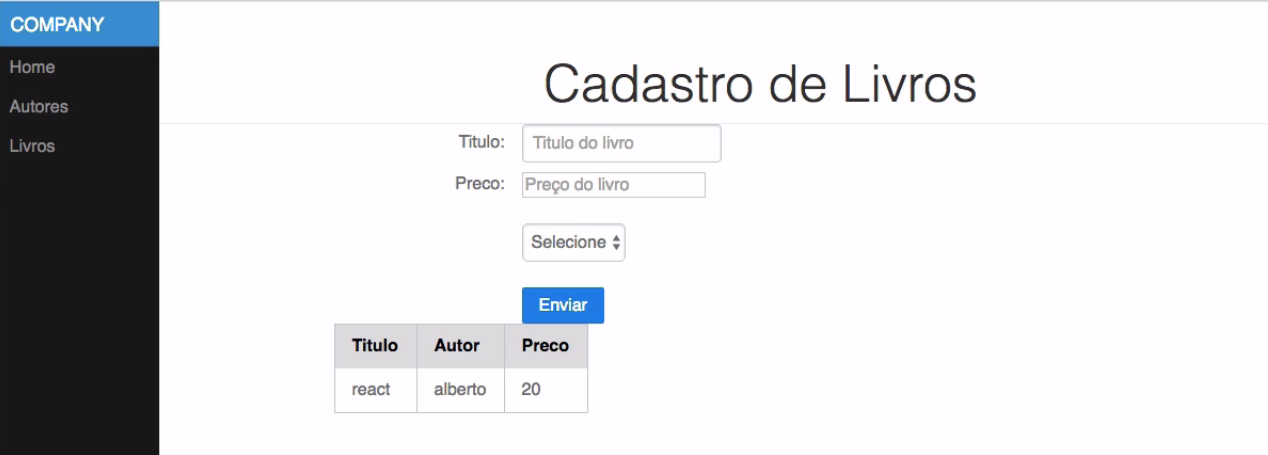 COMPANY
Home
Autores
Livros
Cadastro de Livros
Titulo: Titulo do livro
Preco: Preço do livro
Selecione
Enviar
Titulo Autor Preco
react alberto 20